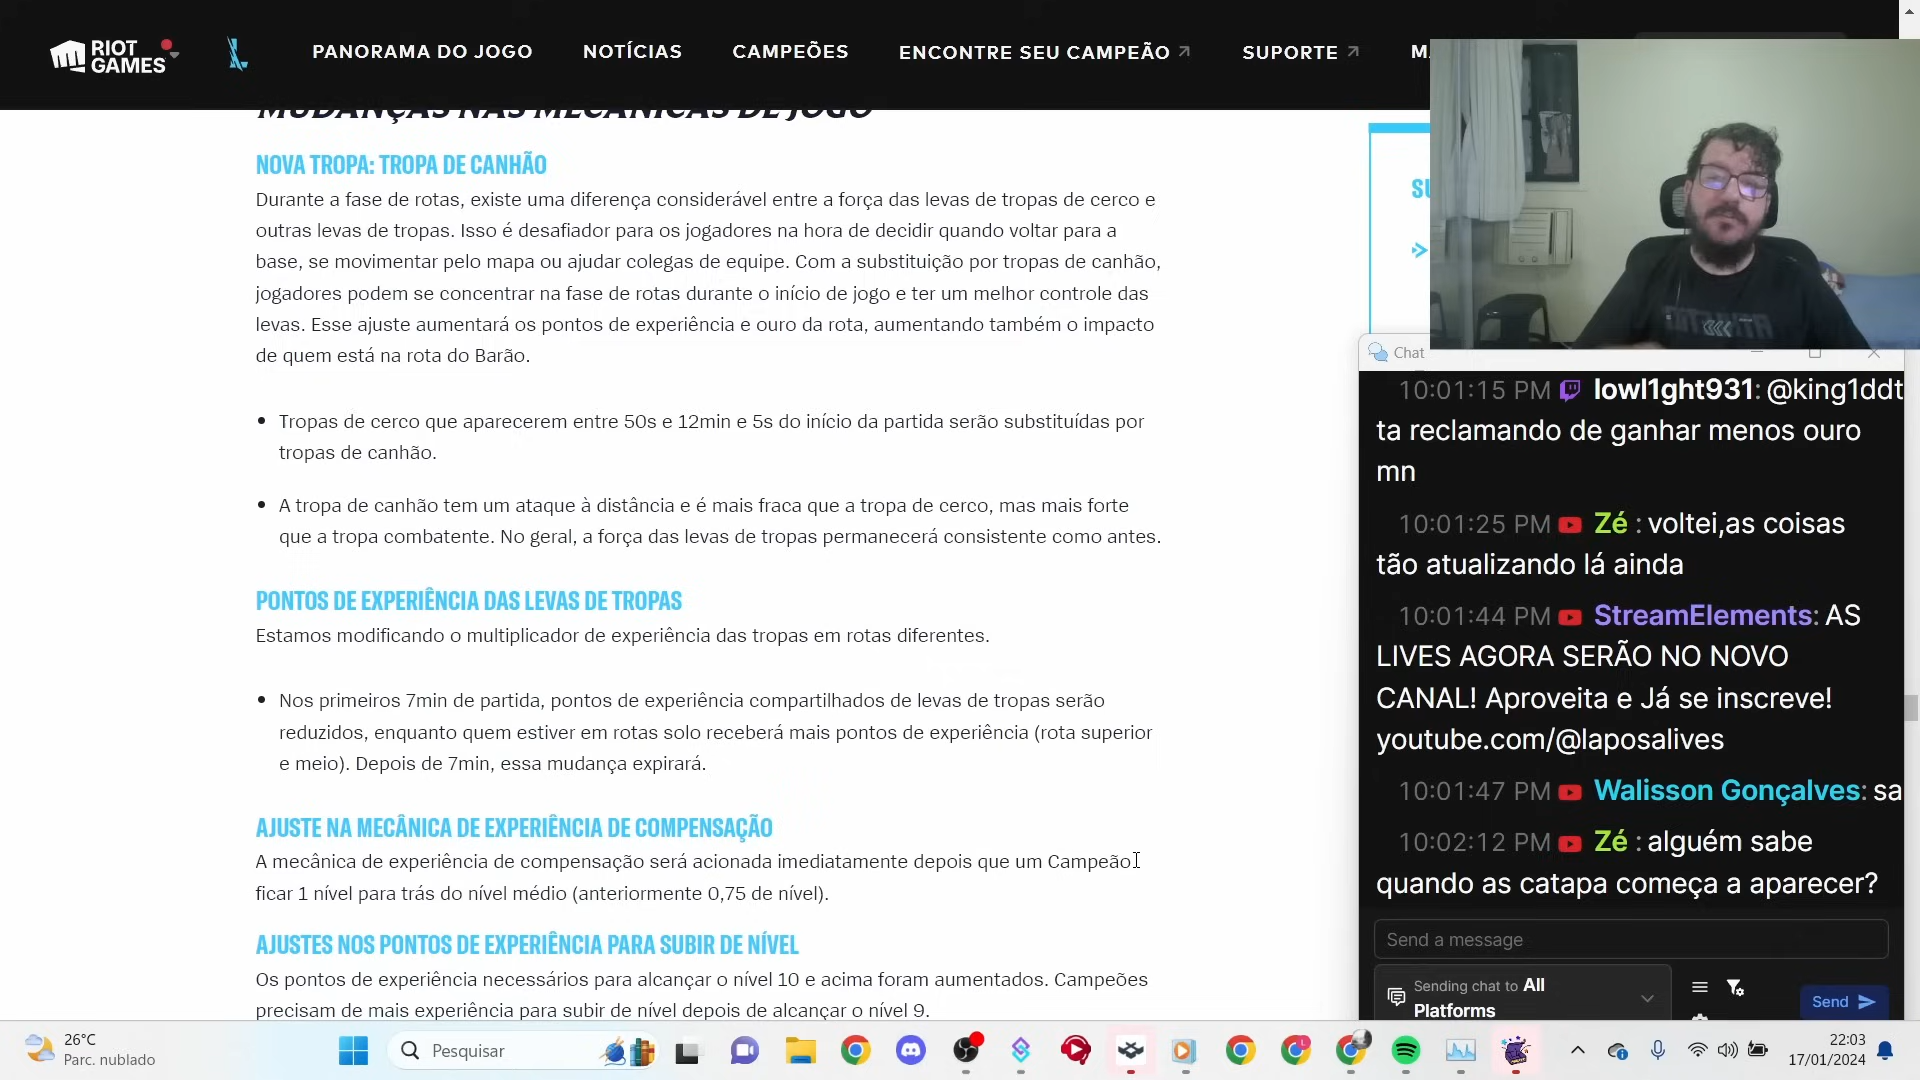 RIOT GAMES
PANORAMA DO JOGO
NOTÍCIAS
CAMPEÕES
ENCONTRE SEU CAMPEÃO
SUPORTE
MUDANÇAS NAS MECÂNICAS DE JOGO
NOVA TROPA: TROPA DE CANHÃO
Durante a fase de rotas, existe uma diferença considerável entre a força das levas de tropas de cerco e
outras levas de tropas. Isso é desafiador para os jogadores na hora de decidir quando voltar para a
base, se movimentar pelo mapa ou ajudar colegas de equipe. Com a substituição por tropas de canhão,
jogadores podem se concentrar na fase de rotas durante o início de jogo e ter um melhor controle das
levas. Esse ajuste aumentará os pontos de experiência e ouro da rota, aumentando também o impacto
de quem está na rota do Barão.
Tropas de cerco que aparecerem entre 50s e 12min e 5s do início da partida serão substituídas por
tropas de canhão.
A tropa de canhão tem um ataque à distância e é mais fraca que a tropa de cerco, mas mais forte
que a tropa combatente. No geral, a força das levas de tropas permanecerá consistente como antes.
PONTOS DE EXPERIÊNCIA DAS LEVAS DE TROPAS
Estamos modificando o multiplicador de experiência das tropas em rotas diferentes.
Nos primeiros 7min de partida, pontos de experiência compartilhados de levas de tropas serão
reduzidos, enquanto quem estiver em rotas solo receberá mais pontos de experiência (rota superior
e meio). Depois de 7min, essa mudança expirará.
AJUSTE NA MECÂNICA DE EXPERIÊNCIA DE COMPENSAÇÃO
A mecânica de experiência de compensação será acionada imediatamente depois que um Campeão
ficar 1 nível para trás do nível médio (anteriormente 0,75 de nível).
AJUSTES NOS PONTOS DE EXPERIÊNCIA PARA SUBIR DE NÍVEL
Os pontos de experiência necessários para alcançar o nível 10 e acima foram aumentados. Campeões
precisam de mais experiência para subir de nível depois de alcançar o nível 9.
Chat
10:01:15 PM lowl1ght931: @king1ddt
ta reclamando de ganhar menos ouro
mn
10:01:25 PM Zé : voltei,as coisas
tão atualizando lá ainda
10:01:44 PM StreamElements: AS
LIVES AGORA SERÃO NO NOVO
CANAL! Aproveita e Já se inscreve!
youtube.com/@laposalives
10:01:47 PM Walisson Gonçalves: sa
10:02:12 PM Zé : alguém sabe
quando as catapa começa a aparecer?
Send a message
Sending chat to All
Platforms
Send
26°C
Parc. nublado
Pesquisar
22:03
17/01/2024